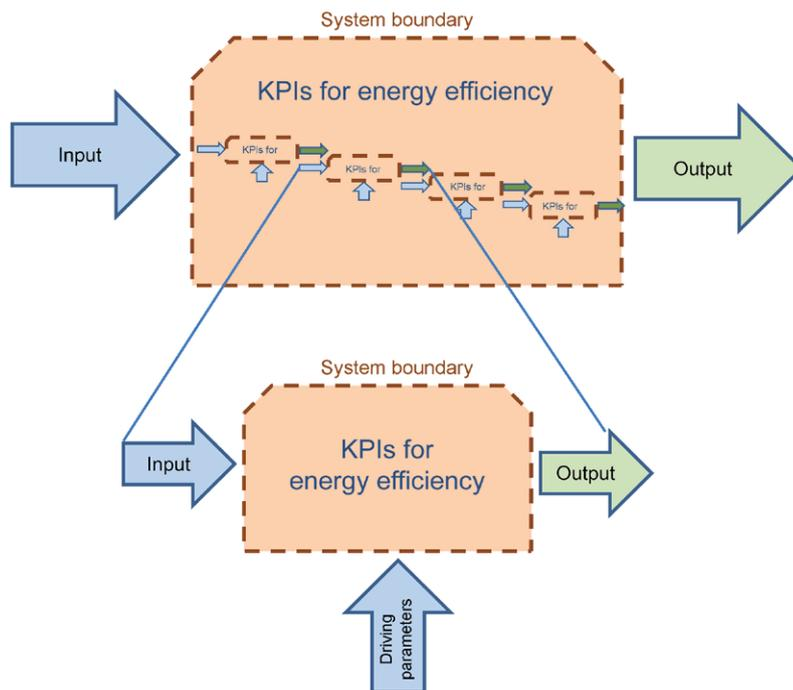 System boundary
KPIs for energy efficiency
Input
KPIs for
KPIs for
KPIs for
KPIs for
Output
System boundary
Input
KPIs for
energy efficiency
Output
Driving
parameters